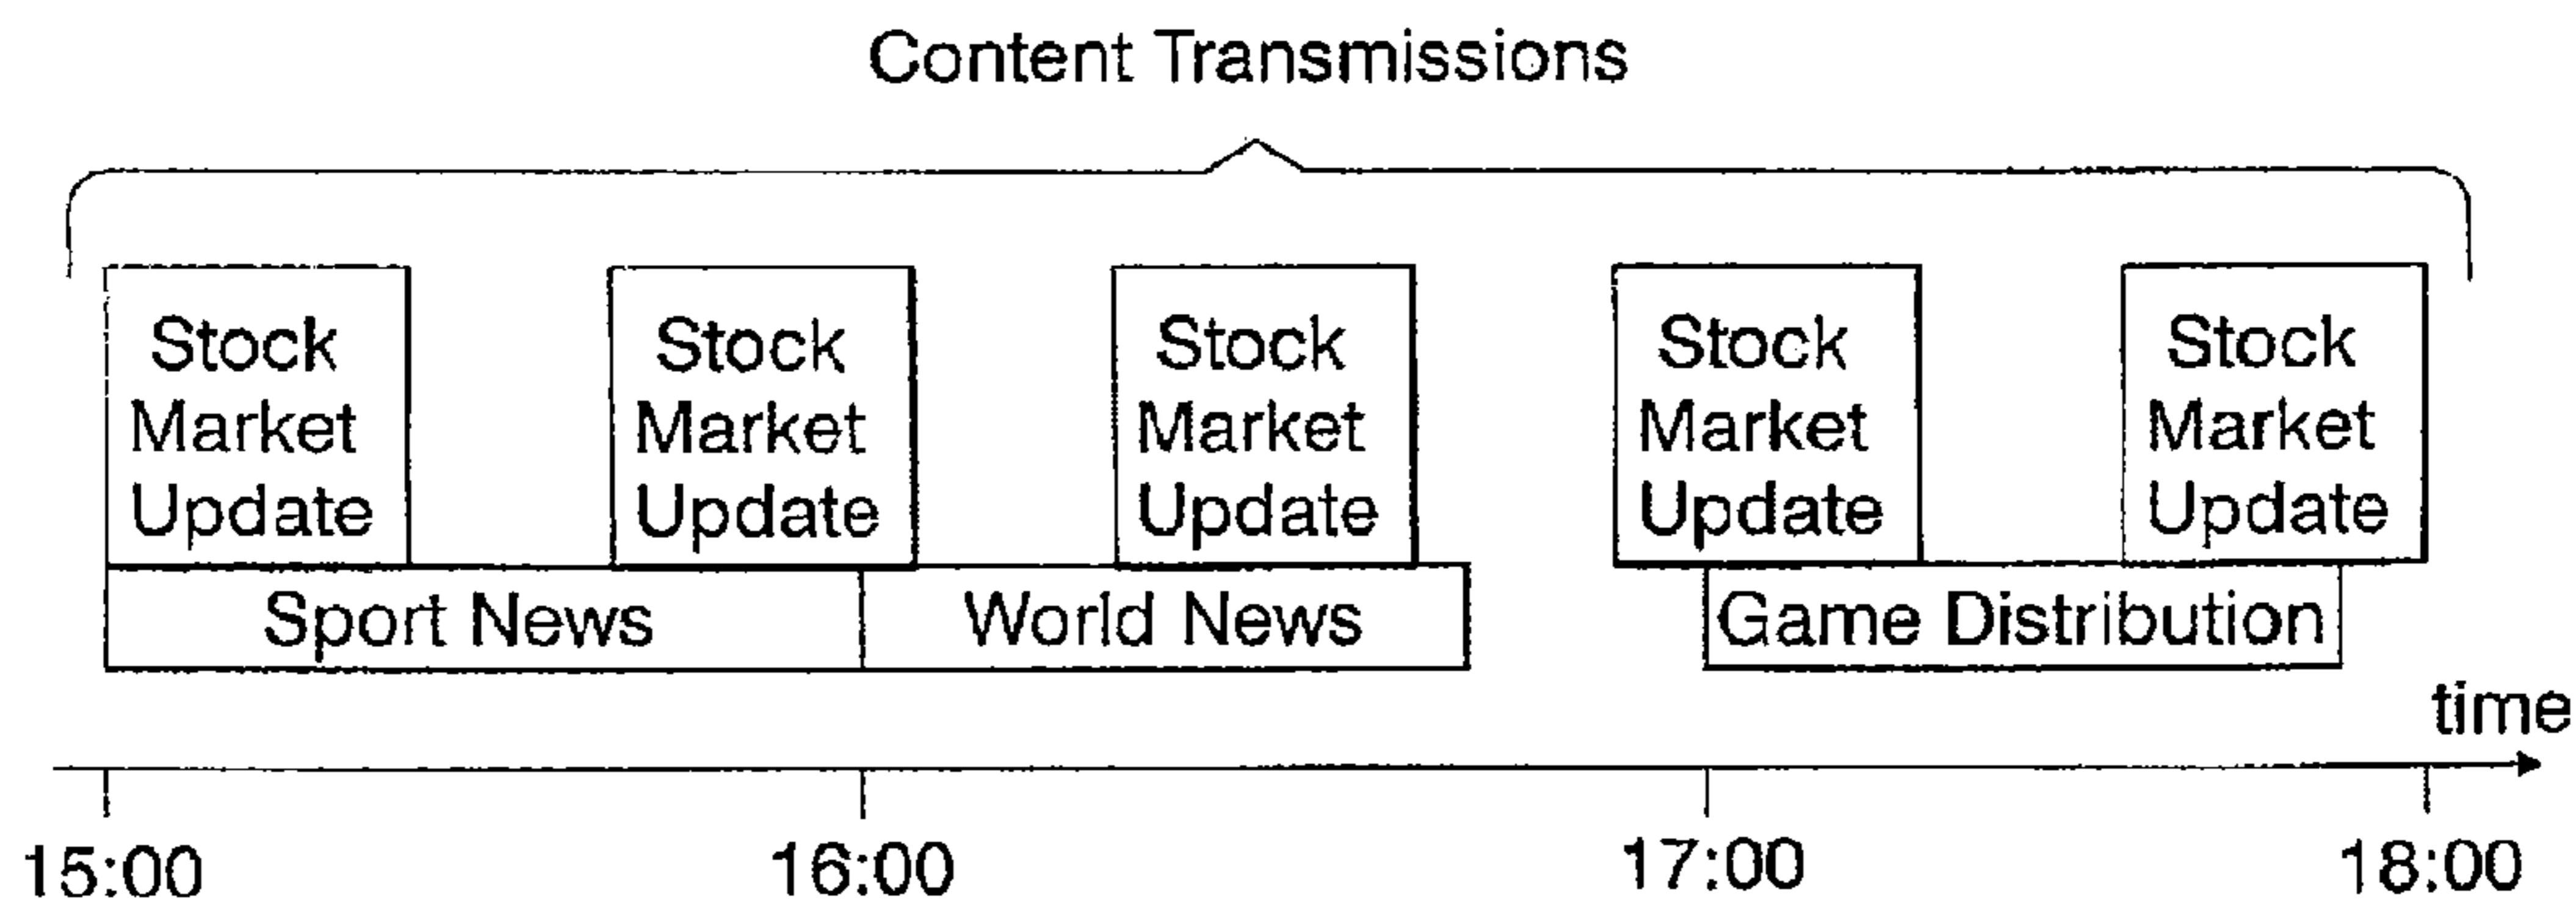 Content Transmissions
Stock Market Update
Stock Market Update
Stock Market Update
Stock Market Update
Stock Market Update
Sport News
World News
Game Distribution
time
15:00
16:00
17:00
18:00